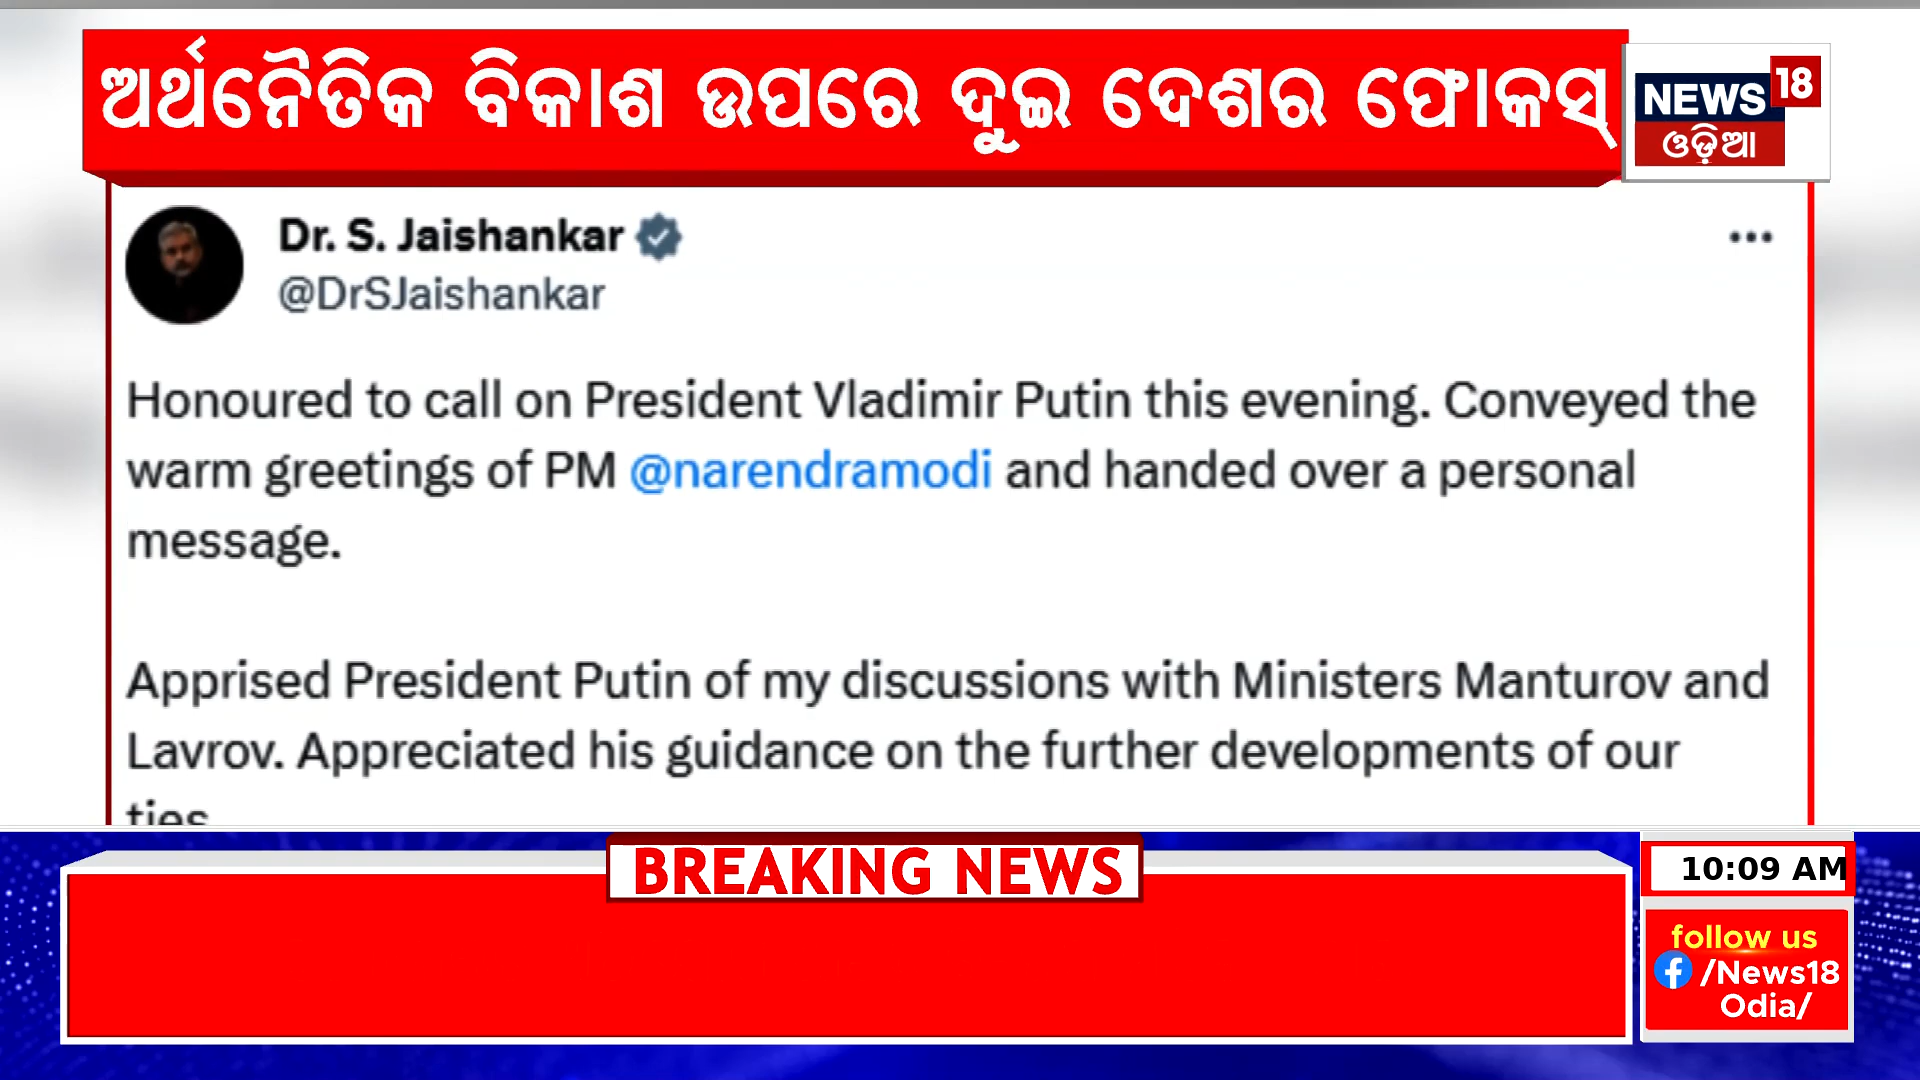 ଅର୍ଥନୈତିକ ବିକାଶ ଉପରେ ଦୁଇ ଦେଶର ଫୋକସ୍
NEWS 18
ଓଡ଼ିଆ
Dr. S. Jaishankar
@DrSJaishankar
Honoured to call on President Vladimir Putin this evening. Conveyed the
warm greetings of PM @narendramodi and handed over a personal
message.
Apprised President Putin of my discussions with Ministers Manturov and
Lavrov. Appreciated his guidance on the further developments of our
ties
BREAKING NEWS
10:09 AM
follow us
/News18
Odia/